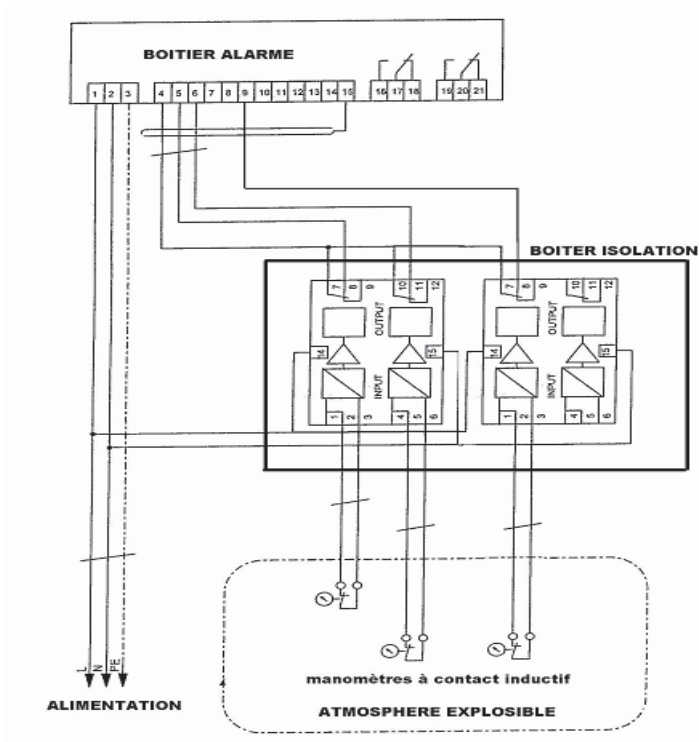 BOITIER ALARME
1 2 3 4 5 6 7 8 9 10 11 12 13 14 15 16 17 18 19 20 21
BOITER ISOLATION
7 8 9 10 11 12 7 8 9 10 11 12
OUTPUT OUTPUT
14 15 14 15
INPUT INPUT
1 2 3 4 5 6 1 2 3 4 5 6
L N PE
manomètres à contact inductif
ALIMENTATION
ATMOSPHERE EXPLOSIBLE